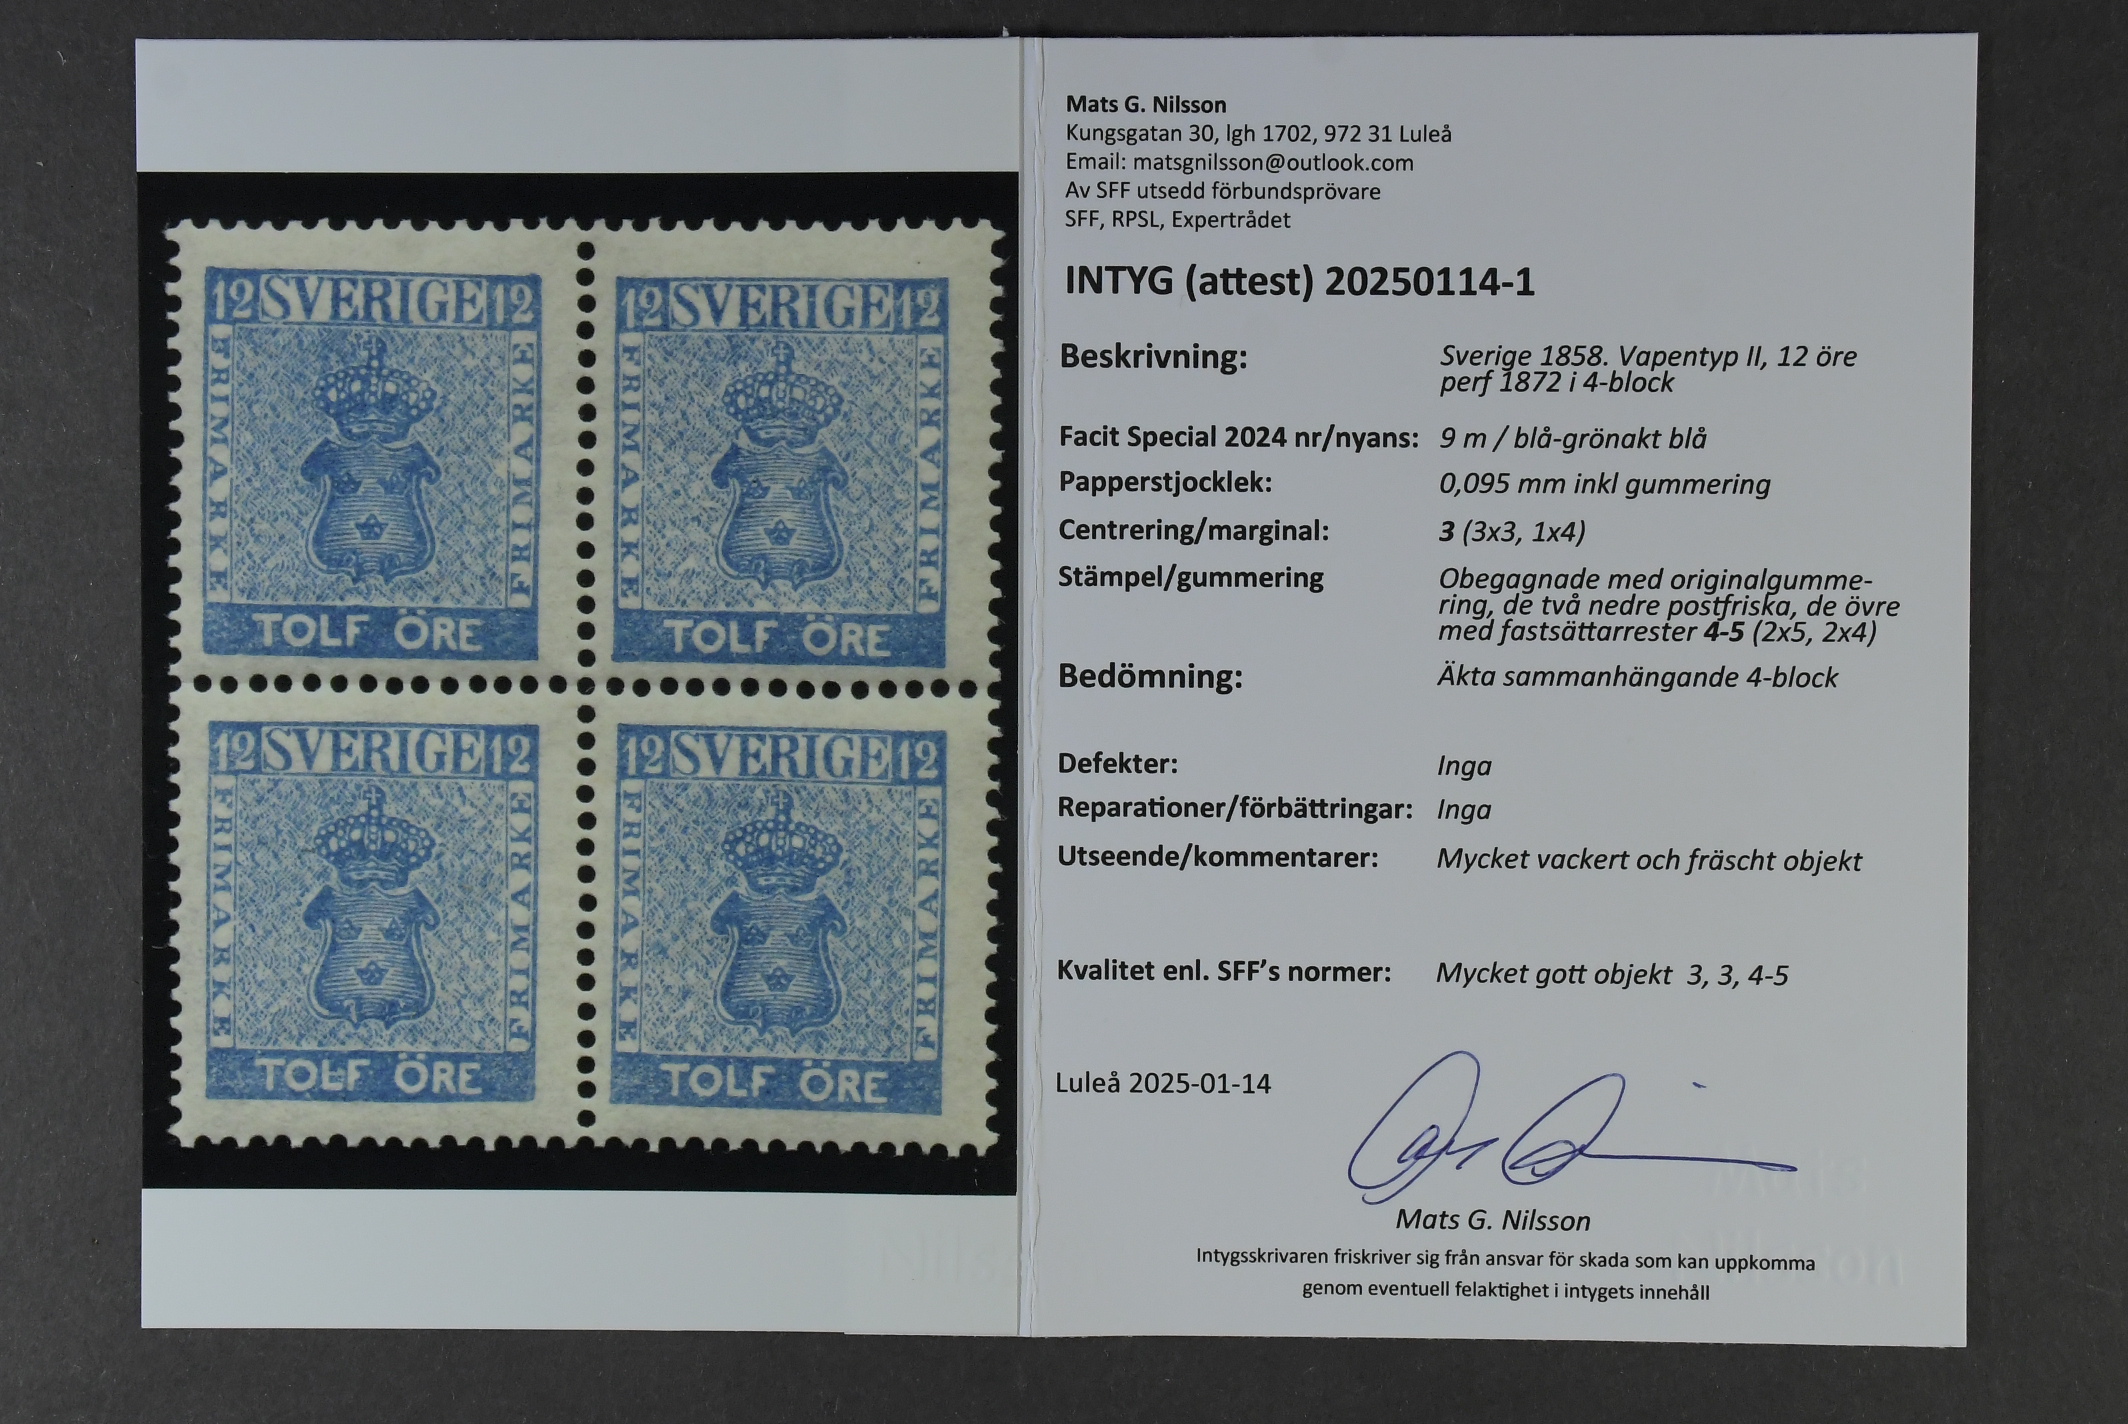 12 SVERIGE 12
FRIMARKE
FRIMARKE
TOLF ÖRE
12 SVERIGE 12
FRIMARKE
FRIMARKE
TOLF ÖRE
12 SVERIGE 12
FRIMARKE
FRIMARKE
TOLF ÖRE
12 SVERIGE 12
FRIMARKE
FRIMARKE
TOLF ÖRE
Mats G. Nilsson
Kungsgatan 30, lgh 1702, 972 31 Luleå
Email: matsgnilsson@outlook.com
Av SFF utsedd förbundsprövare
SFF, RPSL, Expertrådet
INTYG (attest) 20250114-1
Beskrivning: Sverige 1858. Vapentyp II, 12 öre
perf 1872 i 4-block
Facit Special 2024 nr/nyans: 9 m / blå-grönakt blå
Papperstjocklek: 0,095 mm inkl gummering
Centrering/marginal: 3 (3x3, 1x4)
Stämpel/gummering Obegagnade med originalgumme-
ring, de två nedre postfriska, de övre
med fastsättarrester 4-5 (2x5, 2x4)
Bedömning: Äkta sammanhängande 4-block
Defekter: Inga
Reparationer/förbättringar: Inga
Utseende/kommentarer: Mycket vackert och fräscht objekt
Kvalitet enl. SFF's normer: Mycket gott objekt 3, 3, 4-5
Luleå 2025-01-14
Mats G. Nilsson
Intygsskrivaren friskriver sig från ansvar för skada som kan uppkomma
genom eventuell felaktighet i intygets innehåll